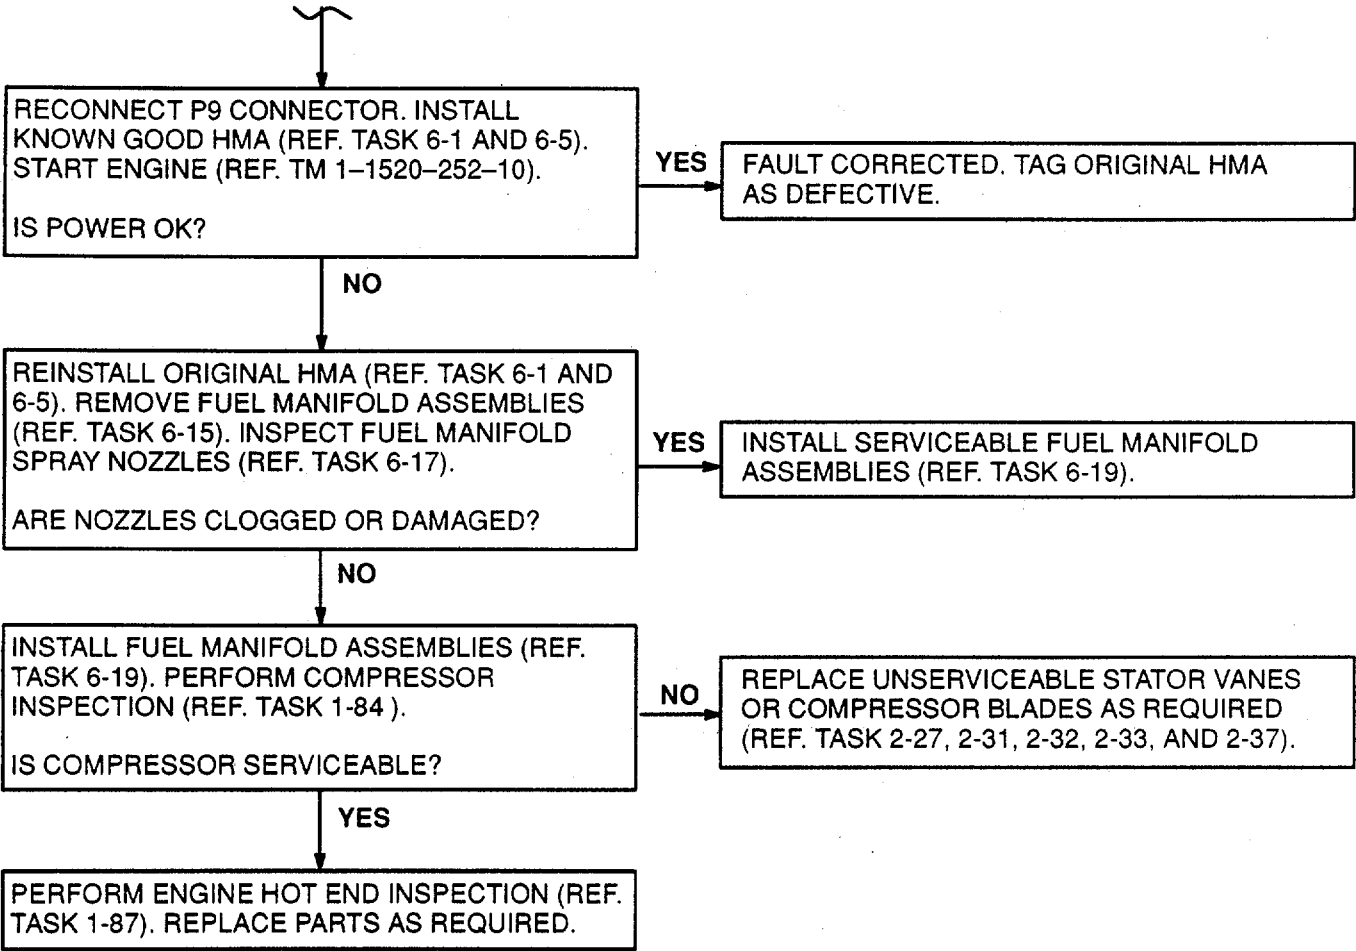 RECONNECT P9 CONNECTOR. INSTALL
KNOWN GOOD HMA (REF. TASK 6-1 AND 6-5).
START ENGINE (REF. TM 1–1520–252–10).
IS POWER OK?
YES
FAULT CORRECTED. TAG ORIGINAL HMA
AS DEFECTIVE.
NO
REINSTALL ORIGINAL HMA (REF. TASK 6-1 AND
6-5). REMOVE FUEL MANIFOLD ASSEMBLIES
(REF. TASK 6-15). INSPECT FUEL MANIFOLD
SPRAY NOZZLES (REF. TASK 6-17).
ARE NOZZLES CLOGGED OR DAMAGED?
YES
INSTALL SERVICEABLE FUEL MANIFOLD
ASSEMBLIES (REF. TASK 6-19).
NO
INSTALL FUEL MANIFOLD ASSEMBLIES (REF.
TASK 6-19). PERFORM COMPRESSOR
INSPECTION (REF. TASK 1-84 ).
IS COMPRESSOR SERVICEABLE?
NO
REPLACE UNSERVICEABLE STATOR VANES
OR COMPRESSOR BLADES AS REQUIRED
(REF. TASK 2-27, 2-31, 2-32, 2-33, AND 2-37).
YES
PERFORM ENGINE HOT END INSPECTION (REF.
TASK 1-87). REPLACE PARTS AS REQUIRED.